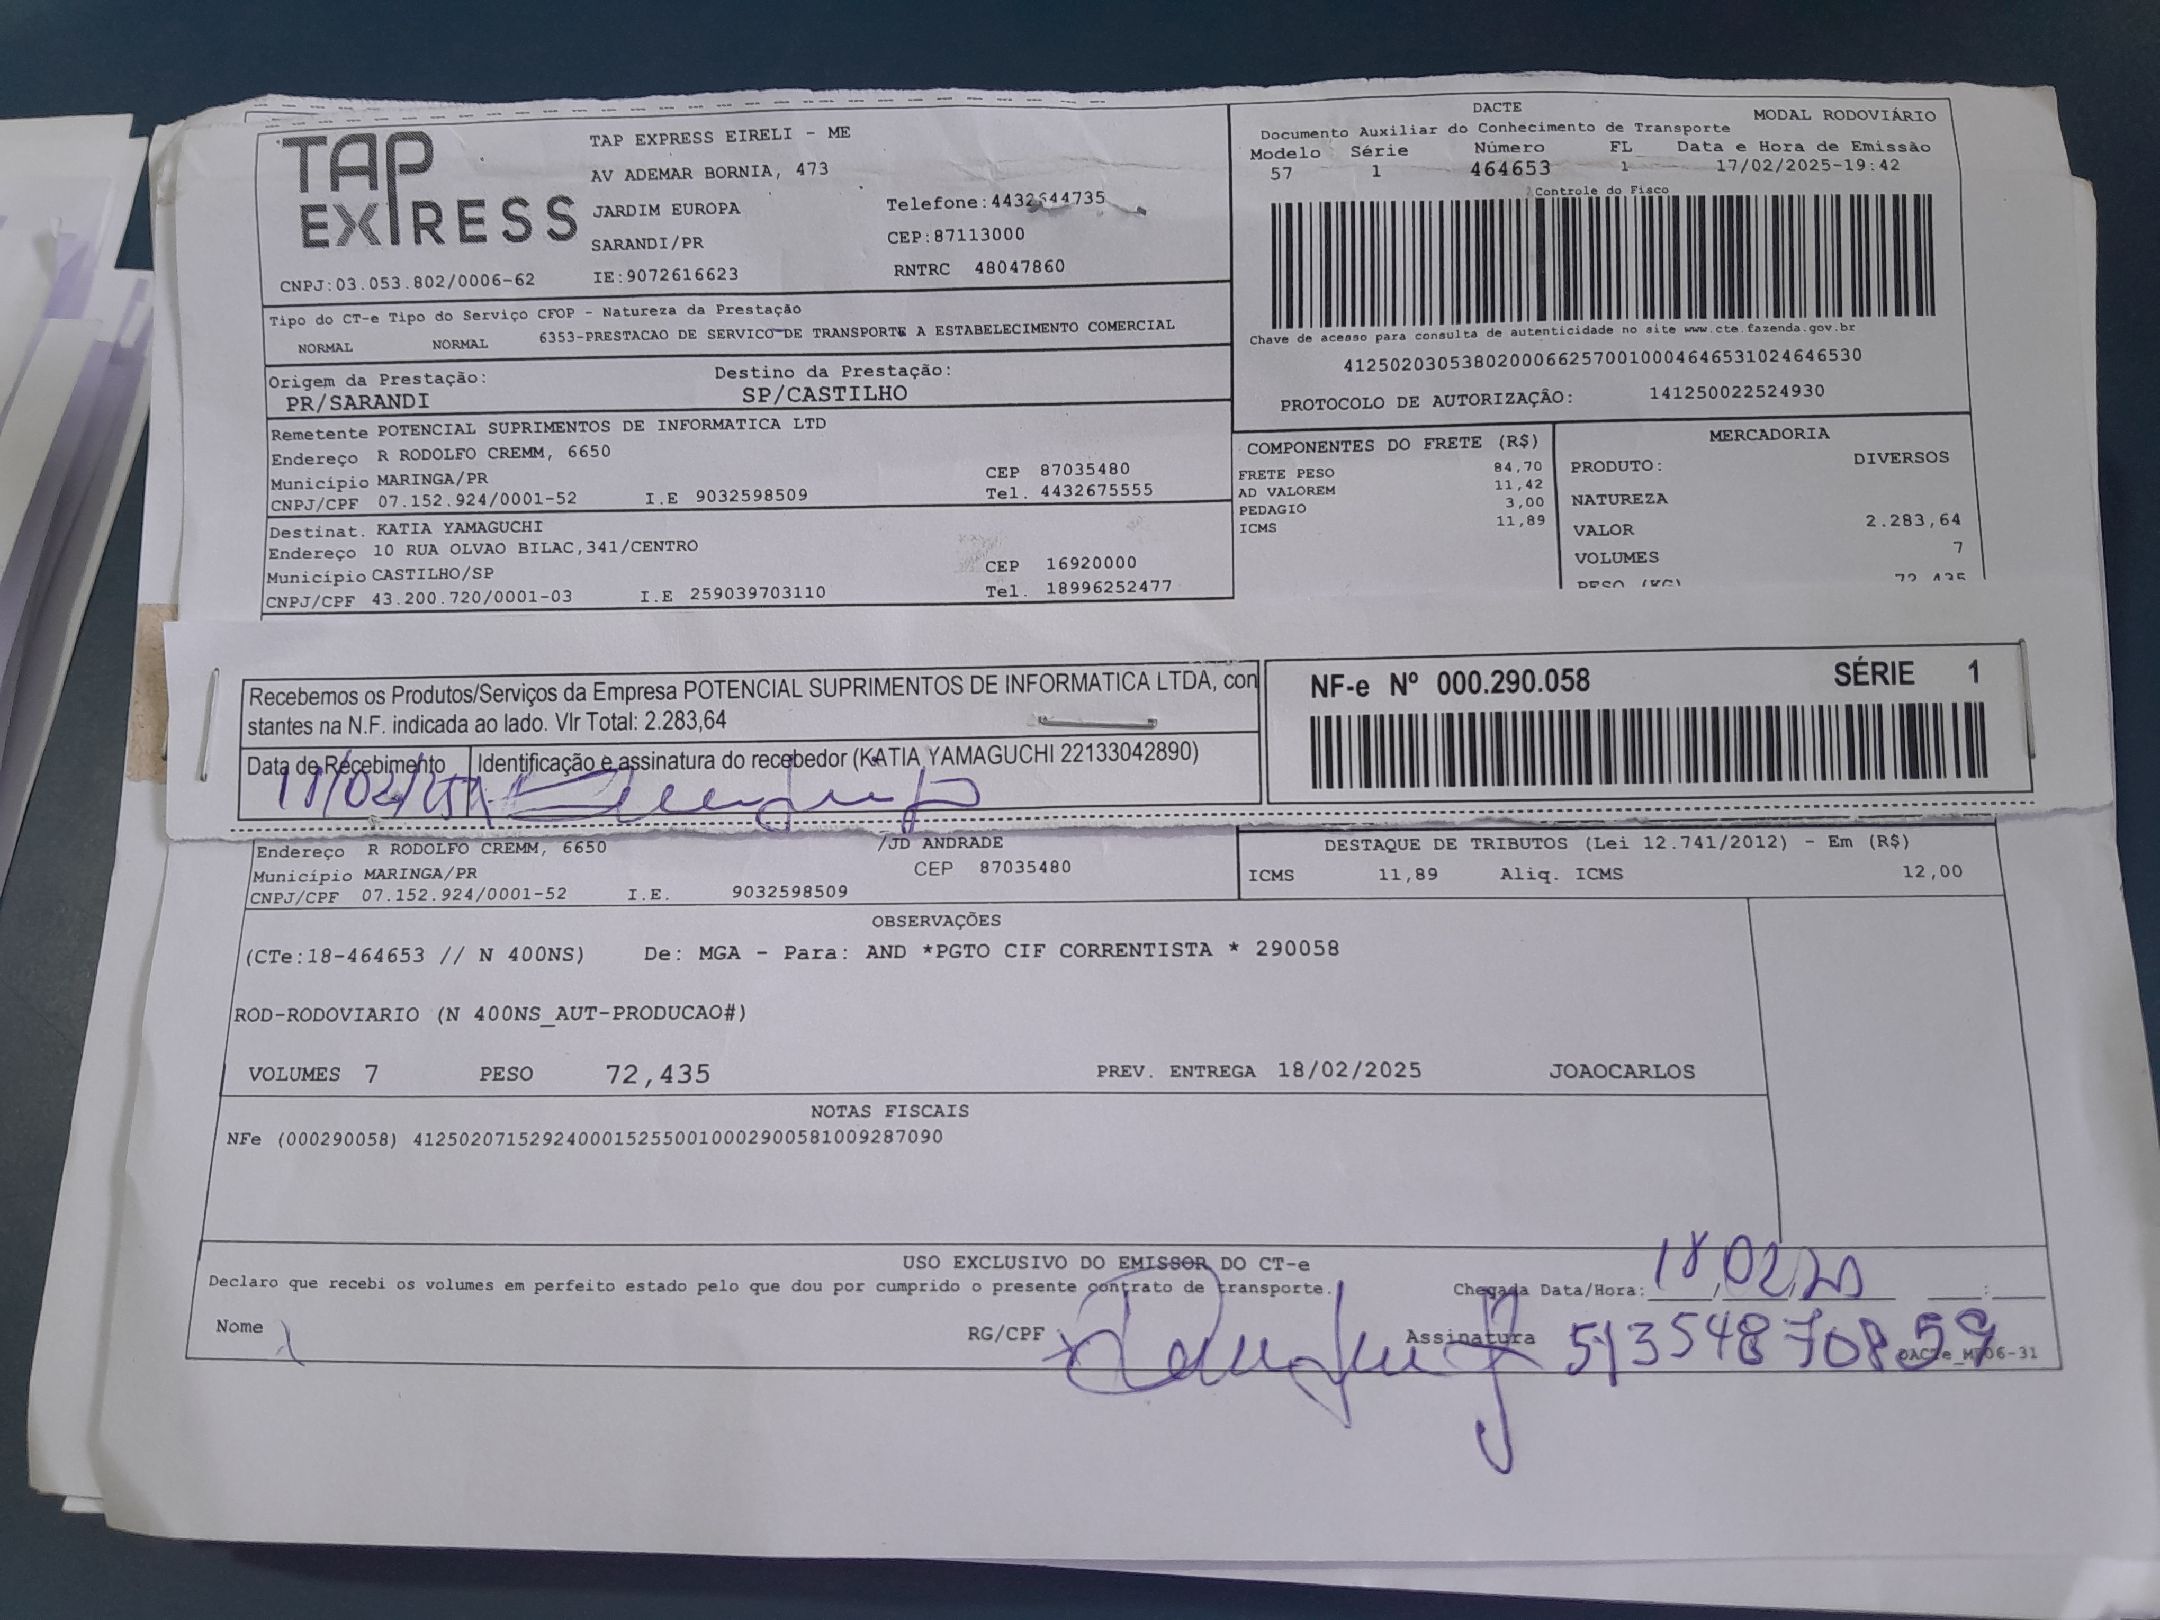 TAP EXPRESS
TAP EXPRESS EIRELI - ME
AV ADEMAR BORNIA, 473
JARDIM EUROPA Telefone:4432644735
SARANDI/PR CEP:87113000
CNPJ:03.053.802/0006-62 IE:9072616623 RNTRC 48047860
DACTE MODAL RODOVIÁRIO
Documento Auxiliar do Conhecimento de Transporte
Modelo Série Número FL Data e Hora de Emissão
57 1 464653 1 17/02/2025-19:42
Controle do Fisco
Chave de acesso para consulta de autenticidade no site www.cte.fazenda.gov.br
41250203053802000662570010004646531024646530
PROTOCOLO DE AUTORIZAÇÃO: 141250022524930
Tipo do CT-e Tipo do Serviço CFOP - Natureza da Prestação
NORMAL NORMAL 6353-PRESTACAO DE SERVICO DE TRANSPORTE A ESTABELECIMENTO COMERCIAL
Origem da Prestação: Destino da Prestação:
PR/SARANDI SP/CASTILHO
Remetente POTENCIAL SUPRIMENTOS DE INFORMATICA LTD
Endereço R RODOLFO CREMM, 6650
Município MARINGA/PR CEP 87035480
CNPJ/CPF 07.152.924/0001-52 I.E 9032598509 Tel. 4432675555
Destinat. KATIA YAMAGUCHI
Endereço 10 RUA OLVAO BILAC,341/CENTRO
Município CASTILHO/SP CEP 16920000
CNPJ/CPF 43.200.720/0001-03 I.E 259039703110 Tel. 18996252477
COMPONENTES DO FRETE (R$)
FRETE PESO 84,70
AD VALOREM 11,42
PEDAGIO 3,00
ICMS 11,89
MERCADORIA
PRODUTO: DIVERSOS
NATUREZA
VALOR 2.283,64
VOLUMES 7
PESO (KG) 72,435
Recebemos os Produtos/Serviços da Empresa POTENCIAL SUPRIMENTOS DE INFORMATICA LTDA, con
stantes na N.F. indicada ao lado. Vlr Total: 2.283,64
Data de Recebimento Identificação e assinatura do recebedor (KATIA YAMAGUCHI 22133042890)
NF-e Nº 000.290.058 SÉRIE 1
Endereço R RODOLFO CREMM, 6650 /JD ANDRADE
Município MARINGA/PR CEP 87035480
CNPJ/CPF 07.152.924/0001-52 I.E. 9032598509
DESTAQUE DE TRIBUTOS (Lei 12.741/2012) - Em (R$)
ICMS 11,89 Aliq. ICMS 12,00
OBSERVAÇÕES
(CTe:18-464653 // N 400NS) De: MGA - Para: AND *PGTO CIF CORRENTISTA * 290058
ROD-RODOVIARIO (N 400NS_AUT-PRODUCAO#)
VOLUMES 7 PESO 72,435 PREV. ENTREGA 18/02/2025 JOAOCARLOS
NOTAS FISCAIS
NFe (000290058) 41250207152924000152550010002900581009287090
USO EXCLUSIVO DO EMISSOR DO CT-e
Declaro que recebi os volumes em perfeito estado pelo que dou por cumprido o presente contrato de transporte. Chegada Data/Hora: 18,02,
Nome RG/CPF Assinatura 51354870859